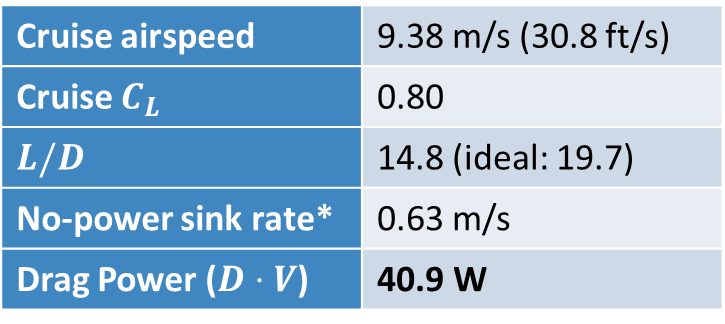 Cruise airspeed 9.38 m/s (30.8 ft/s)
Cruise C_L 0.80
L/D 14.8 (ideal: 19.7)
No-power sink rate* 0.63 m/s
Drag Power (D · V) 40.9 W